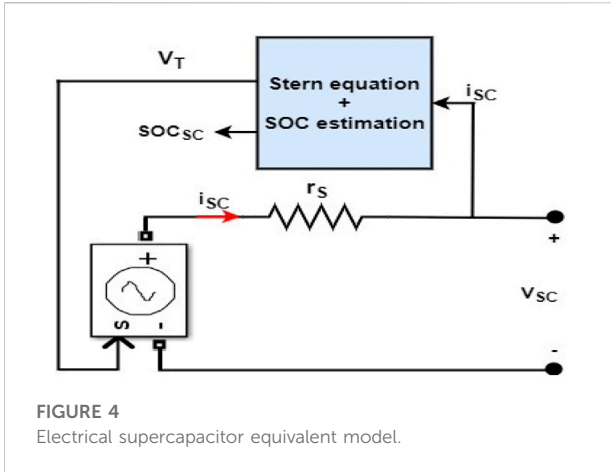 VT
Stern equation
+
SOC estimation
iSC
SOCSC
iSC
rS
+
+
VSC
S
-
-
FIGURE 4
Electrical supercapacitor equivalent model.